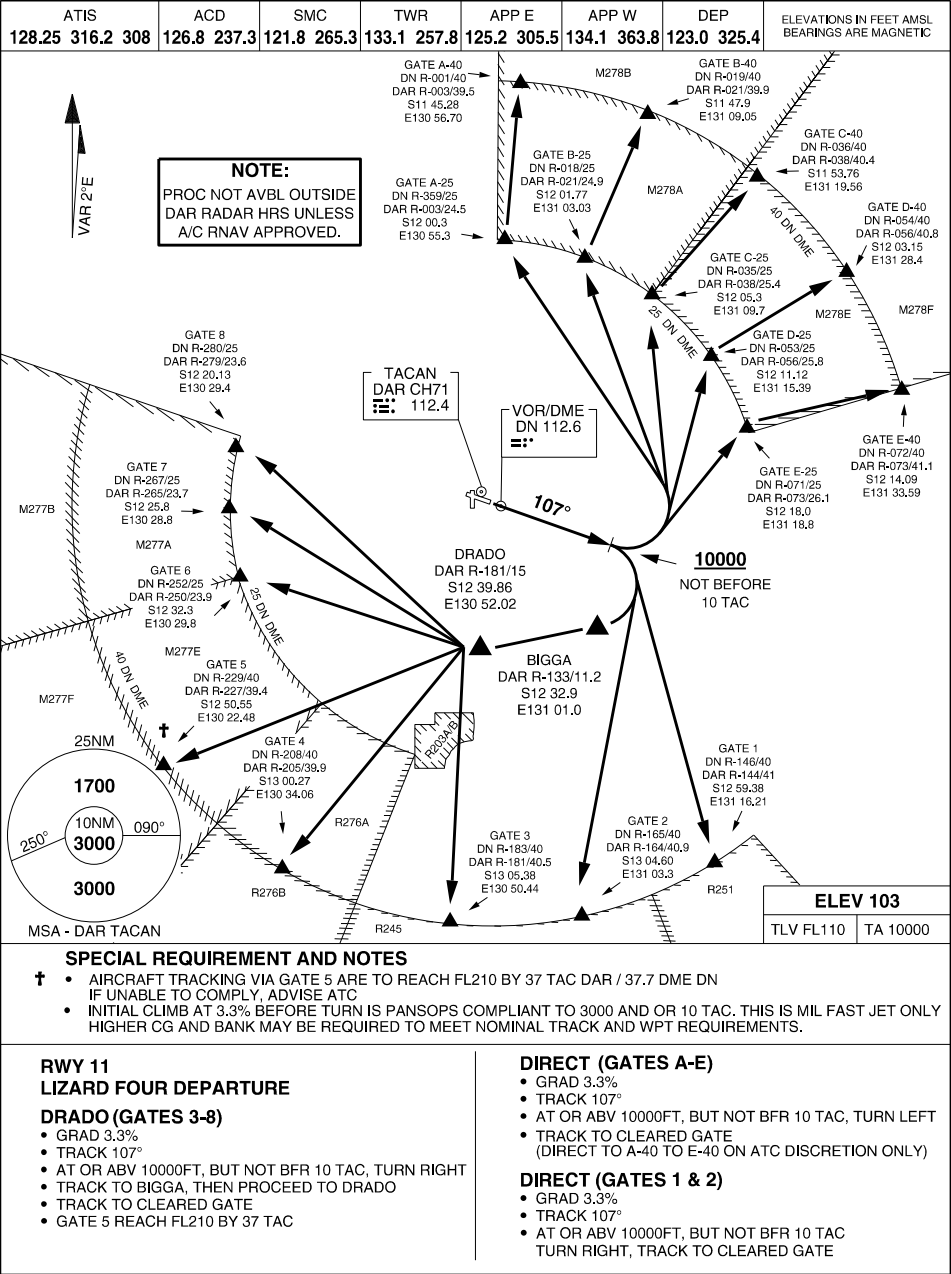 ATIS
128.25 316.2 308
ACD
126.8 237.3
SMC
121.8 265.3
TWR
133.1 257.8
APP E
125.2 305.5
APP W
134.1 363.8
DEP
123.0 325.4
ELEVATIONS IN FEET AMSL
BEARINGS ARE MAGNETIC
VAR 2°E
NOTE:
PROC NOT AVBL OUTSIDE
DAR RADAR HRS UNLESS
A/C RNAV APPROVED.
GATE A-40
DN R-001/40
DAR R-003/39.5
S11 45.28
E130 56.70
M278B
GATE B-40
DN R-019/40
DAR R-021/39.9
S11 47.9
E131 09.05
GATE C-40
DN R-036/40
DAR R-038/40.4
S11 53.76
E131 19.56
GATE A-25
DN R-359/25
DAR R-003/24.5
S12 00.3
E130 55.3
GATE B-25
DN R-018/25
DAR R-021/24.9
S12 01.77
E131 03.03
M278A
40 DN DME
GATE D-40
DN R-054/40
DAR R-056/40.8
S12 03.15
E131 28.4
GATE C-25
DN R-035/25
DAR R-038/25.4
S12 05.3
E131 09.7
25 DN DME
M278E
M278F
GATE D-25
DN R-053/25
DAR R-056/25.8
S12 11.12
E131 15.39
GATE 8
DN R-280/25
DAR R-279/23.6
S12 20.13
E130 29.4
TACAN
DAR CH71
112.4
VOR/DME
DN 112.6
GATE E-40
DN R-072/40
DAR R-073/41.1
S12 14.09
E131 33.59
GATE E-25
DN R-071/25
DAR R-073/26.1
S12 18.0
E131 18.8
GATE 7
DN R-267/25
DAR R-265/23.7
S12 25.8
E130 28.8
M277B
M277A
107°
10000
NOT BEFORE
10 TAC
DRADO
DAR R-181/15
S12 39.86
E130 52.02
GATE 6
DN R-252/25
DAR R-250/23.9
S12 32.3
E130 29.8
25 DN DME
BIGGA
DAR R-133/11.2
S12 32.9
E131 01.0
M277E
40 DN DME
GATE 5
DN R-229/40
DAR R-227/39.4
S12 50.55
E130 22.48
M277F
†
R203A/B
GATE 4
DN R-208/40
DAR R-205/39.9
S13 00.27
E130 34.06
GATE 1
DN R-146/40
DAR R-144/41
S12 59.38
E131 16.21
25NM
1700
10NM
3000
250°
090°
3000
MSA - DAR TACAN
R276A
R276B
R245
GATE 3
DN R-183/40
DAR R-181/40.5
S13 05.38
E130 50.44
GATE 2
DN R-165/40
DAR R-164/40.9
S13 04.60
E131 03.3
R251
ELEV 103
TLV FL110
TA 10000
SPECIAL REQUIREMENT AND NOTES
† • AIRCRAFT TRACKING VIA GATE 5 ARE TO REACH FL210 BY 37 TAC DAR / 37.7 DME DN
IF UNABLE TO COMPLY, ADVISE ATC
• INITIAL CLIMB AT 3.3% BEFORE TURN IS PANSOPS COMPLIANT TO 3000 AND OR 10 TAC. THIS IS MIL FAST JET ONLY
HIGHER CG AND BANK MAY BE REQUIRED TO MEET NOMINAL TRACK AND WPT REQUIREMENTS.
RWY 11
LIZARD FOUR DEPARTURE
DRADO (GATES 3-8)
• GRAD 3.3%
• TRACK 107°
• AT OR ABV 10000FT, BUT NOT BFR 10 TAC, TURN RIGHT
• TRACK TO BIGGA, THEN PROCEED TO DRADO
• TRACK TO CLEARED GATE
• GATE 5 REACH FL210 BY 37 TAC
DIRECT (GATES A-E)
• GRAD 3.3%
• TRACK 107°
• AT OR ABV 10000FT, BUT NOT BFR 10 TAC, TURN LEFT
• TRACK TO CLEARED GATE
(DIRECT TO A-40 TO E-40 ON ATC DISCRETION ONLY)
DIRECT (GATES 1 & 2)
• GRAD 3.3%
• TRACK 107°
• AT OR ABV 10000FT, BUT NOT BFR 10 TAC
TURN RIGHT, TRACK TO CLEARED GATE